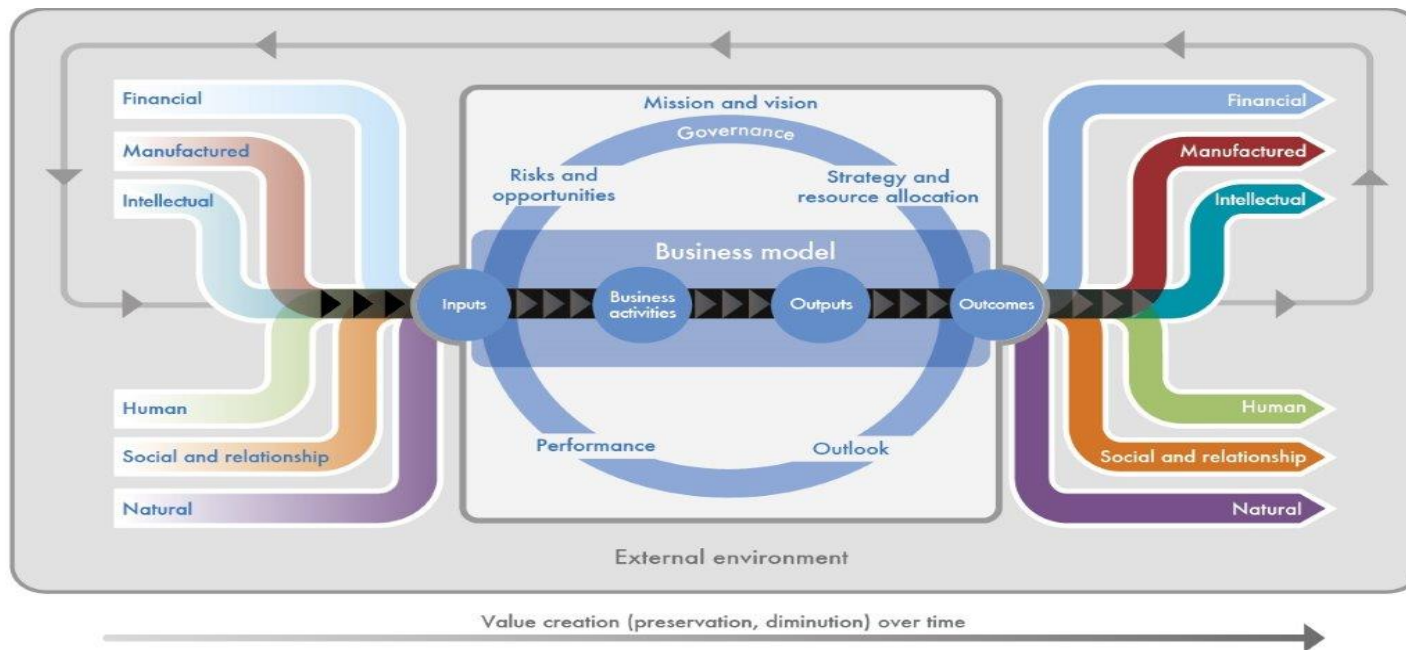 Financial
Manufactured
Intellectual
Human
Social and relationship
Natural
Mission and vision
Governance
Risks and
opportunities
Strategy and
resource allocation
Business model
Inputs
Business
activities
Outputs
Outcomes
Performance
Outlook
Financial
Manufactured
Intellectual
Human
Social and relationship
Natural
External environment
Value creation (preservation, diminution) over time